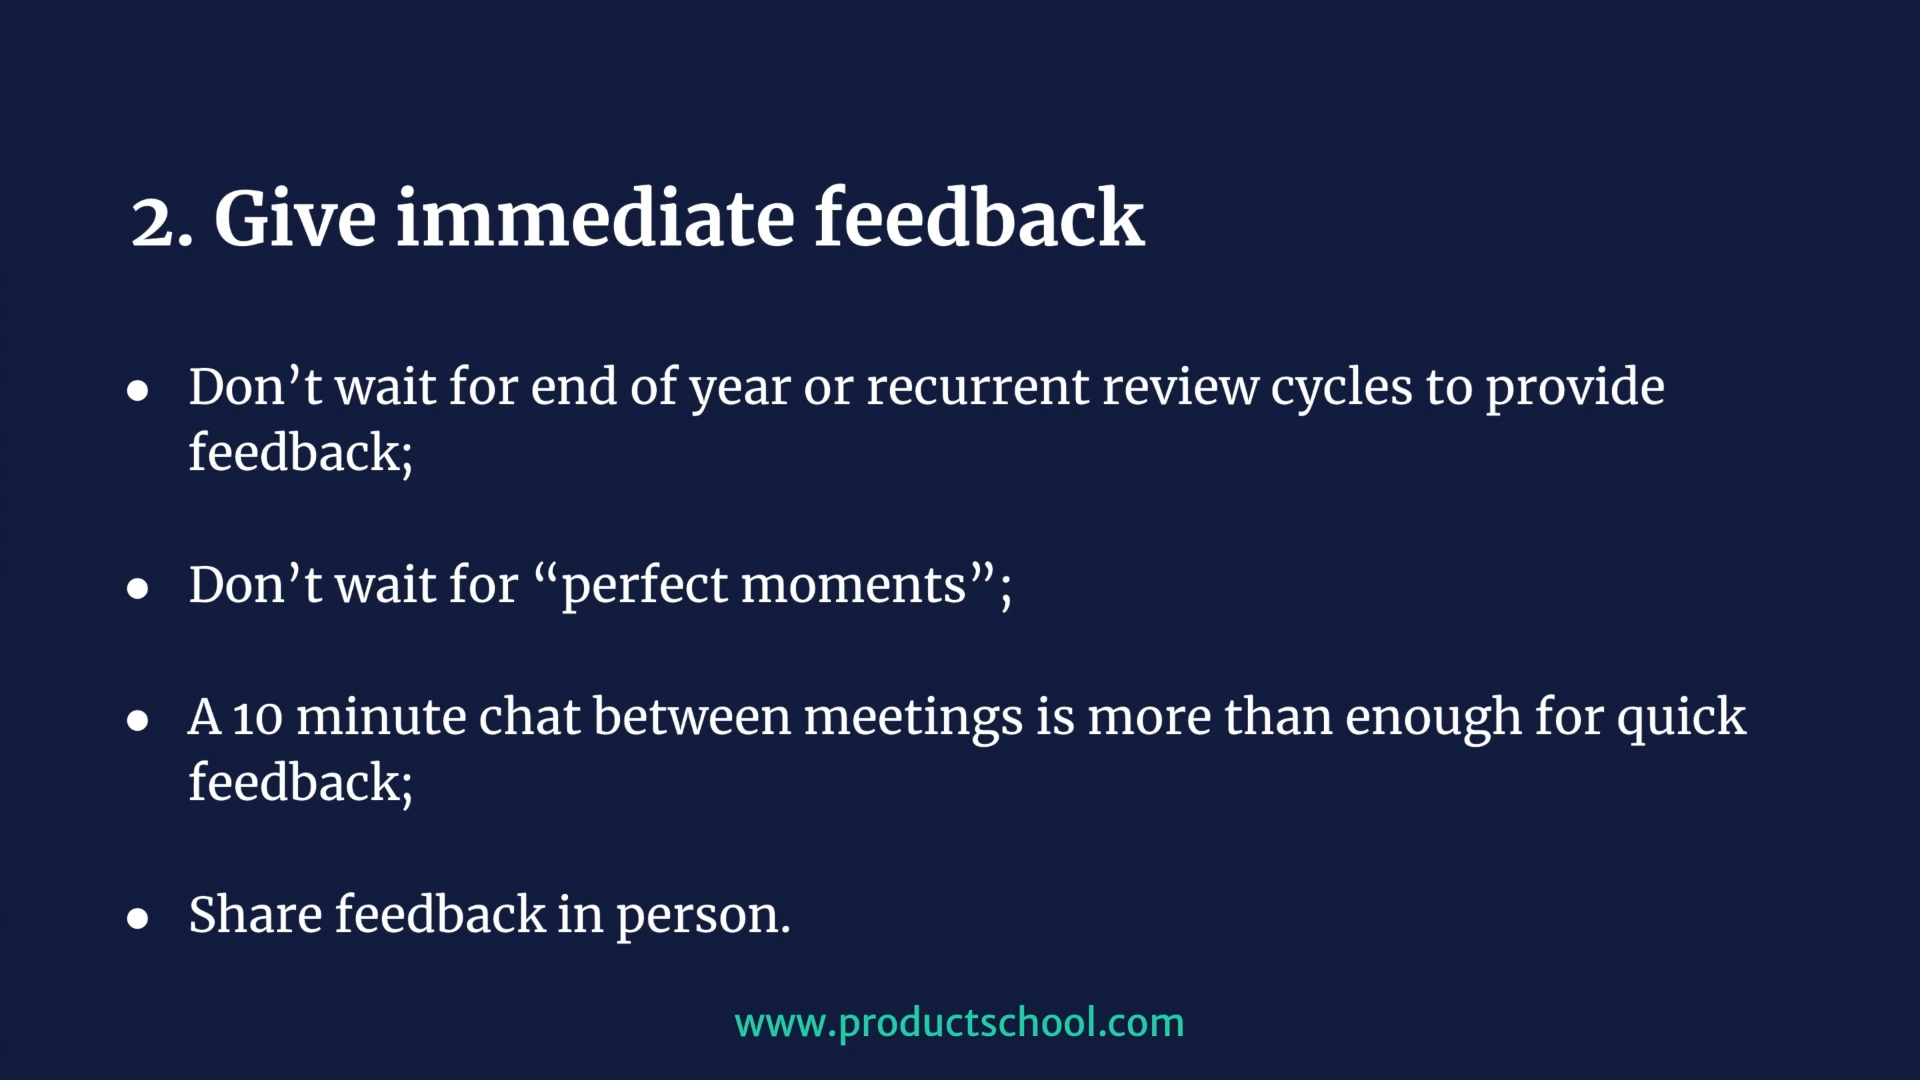 2. Give immediate feedback
● Don’t wait for end of year or recurrent review cycles to provide
feedback;
● Don’t wait for “perfect moments”;
● A 10 minute chat between meetings is more than enough for quick
feedback;
● Share feedback in person.
www.productschool.com